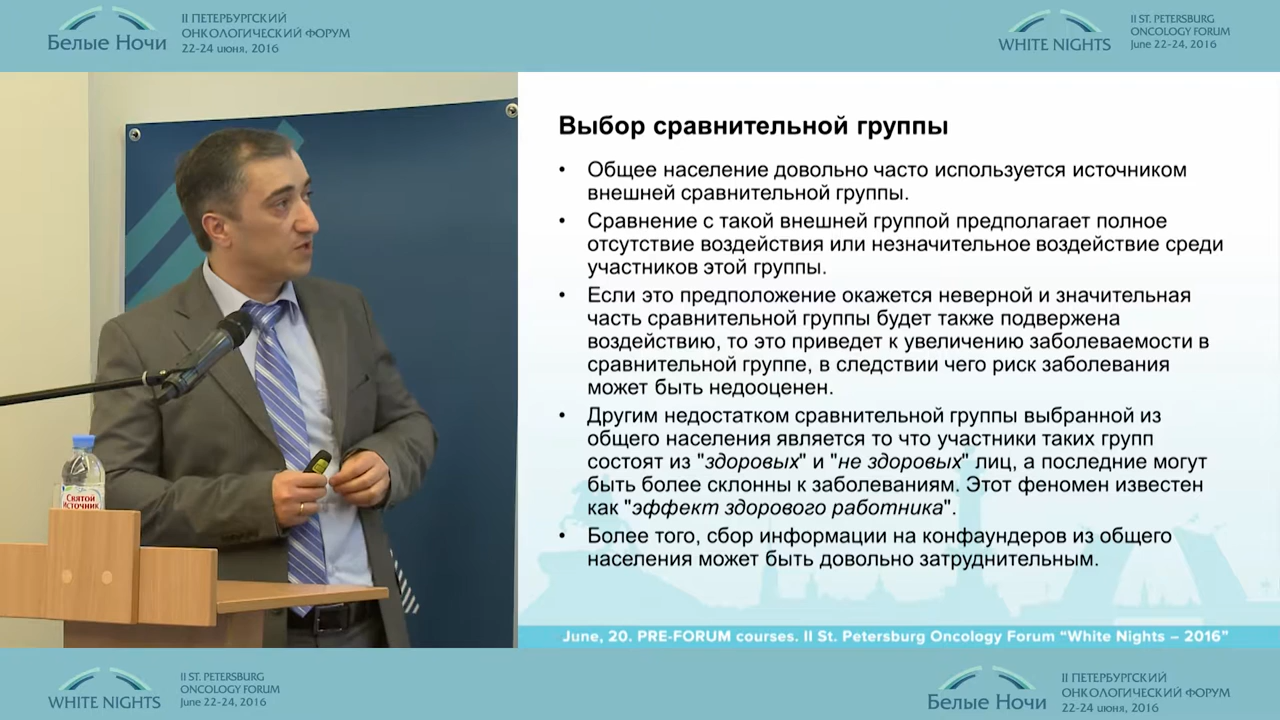 Белые Ночи
II ПЕТЕРБУРГСКИЙ
ОНКОЛОГИЧЕСКИЙ ФОРУМ
22-24 июня, 2016
WHITE NIGHTS
II ST. PETERSBURG
ONCOLOGY FORUM
June 22-24, 2016
Выбор сравнительной группы
• Общее население довольно часто используется источником
внешней сравнительной группы.
• Сравнение с такой внешней группой предполагает полное
отсутствие воздействия или незначительное воздействие среди
участников этой группы.
• Если это предположение окажется неверной и значительная
часть сравнительной группы будет также подвержена
воздействию, то это приведет к увеличению заболеваемости в
сравнительной группе, в следствии чего риск заболевания
может быть недооценен.
• Другим недостатком сравнительной группы выбранной из
общего населения является то что участники таких групп
состоят из "здоровых" и "не здоровых" лиц, а последние могут
быть более склонны к заболеваниям. Этот феномен известен
как "эффект здорового работника".
• Более того, сбор информации на конфаундеров из общего
населения может быть довольно затруднительным.
Святой
Источник
June, 20. PRE-FORUM courses. II St. Petersburg Oncology Forum “White Nights – 2016”
WHITE NIGHTS
II ST. PETERSBURG
ONCOLOGY FORUM
June 22-24, 2016
Белые Ночи
II ПЕТЕРБУРГСКИЙ
ОНКОЛОГИЧЕСКИЙ ФОРУМ
22-24 июня, 2016